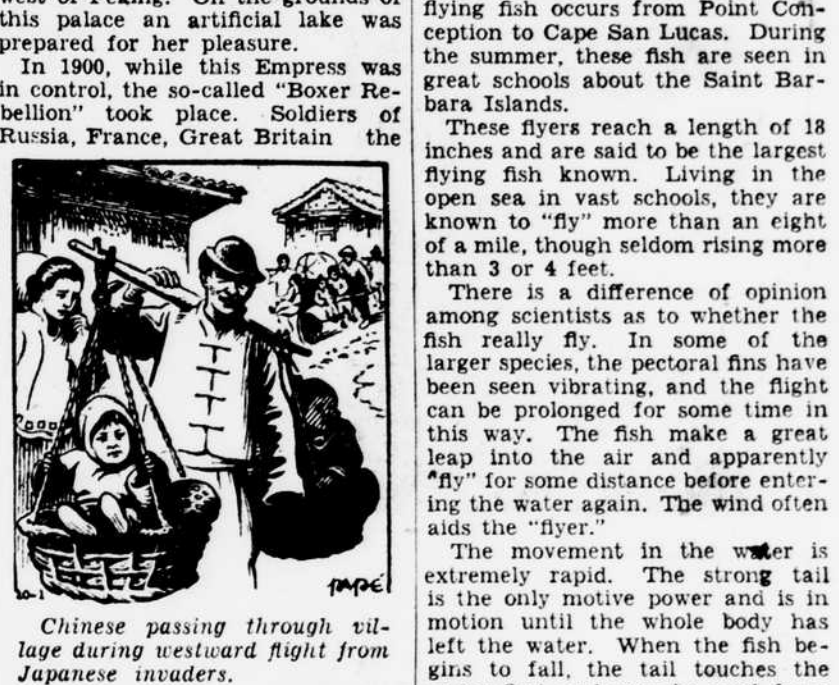 this palace an artificial lake was
prepared for her pleasure.
In 1900, while this Empress was
in control, the so-called "Boxer Re-
bellion" took place. Soldiers of
Russia, France, Great Britain the
PAPÉ
Chinese passing through vil-
lage during westward flight from
Japanese invaders.
flying fish occurs from Point Con-
ception to Cape San Lucas. During
the summer, these fish are seen in
great schools about the Saint Bar-
bara Islands.
These flyers reach a length of 18
inches and are said to be the largest
flying fish known. Living in the
open sea in vast schools, they are
known to "fly" more than an eight
of a mile, though seldom rising more
than 3 or 4 feet.
There is a difference of opinion
among scientists as to whether the
fish really fly. In some of the
larger species, the pectoral fins have
been seen vibrating, and the flight
can be prolonged for some time in
this way. The fish make a great
leap into the air and apparently
"fly" for some distance before enter-
ing the water again. The wind often
aids the "flyer."
The movement in the water is
extremely rapid. The strong tail
is the only motive power and is in
motion until the whole body has
left the water. When the fish be-
gins to fall, the tail touches the